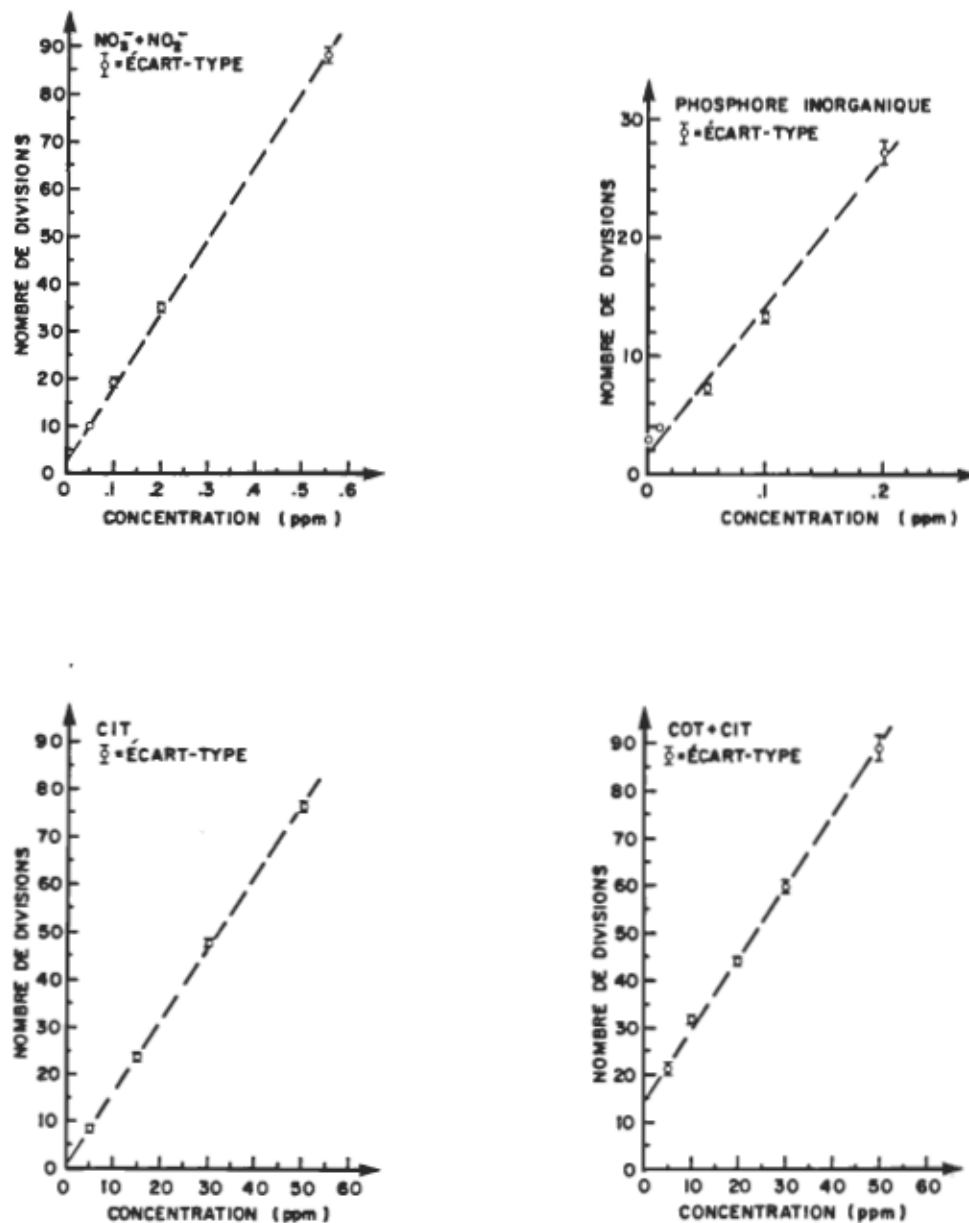 NO₃⁻ + NO₂⁻
= ÉCART-TYPE
NOMBRE DE DIVISIONS
90
80
70
60
50
40
30
20
10
0
0 .1 .2 .3 .4 .5 .6
CONCENTRATION (ppm)
PHOSPHORE INORGANIQUE
= ÉCART-TYPE
NOMBRE DE DIVISIONS
30
20
10
0
0 .1 .2
CONCENTRATION (ppm)
CIT
= ÉCART-TYPE
NOMBRE DE DIVISIONS
90
80
70
60
50
40
30
20
10
0
0 10 20 30 40 50 60
CONCENTRATION (ppm)
COT + CIT
= ÉCART-TYPE
NOMBRE DE DIVISIONS
90
80
70
60
50
40
30
20
10
0
0 10 20 30 40 50 60
CONCENTRATION (ppm)